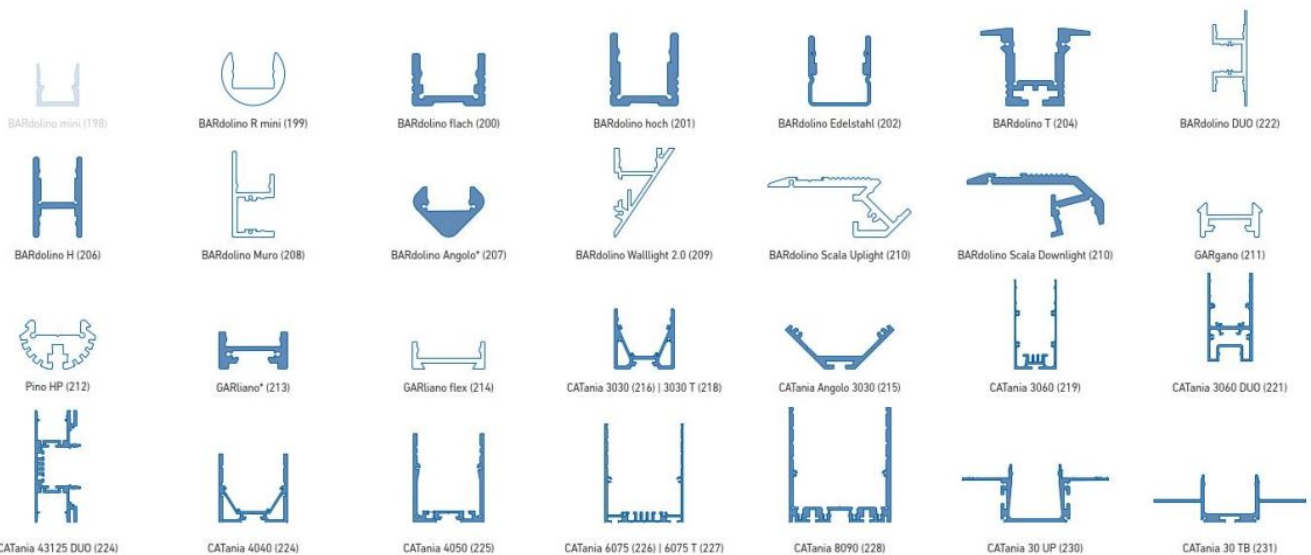 BARdolino mini (198)
BARdolino R mini (199)
BARdolino flach (200)
BARdolino hoch (201)
BARdolino Edelstahl (202)
BARdolino T (204)
BARdolino DUO (222)
BARdolino H (206)
BARdolino Muro (208)
BARdolino Angolo* (207)
BARdolino Walllight 2.0 (209)
BARdolino Scala Uplight (210)
BARdolino Scala Downlight (210)
GARgano (211)
Pino HP (212)
GARliano* (213)
GARliano flex (214)
CATania 3030 (216) | 3030 T (218)
CATania Angolo 3030 (215)
CATania 3060 (219)
CATania 3060 DUO (221)
CATania 43125 DUO (224)
CATania 4040 (224)
CATania 4050 (225)
CATania 6075 (226) | 6075 T (227)
CATania 8090 (228)
CATania 30 UP (230)
CATania 30 TB (231)